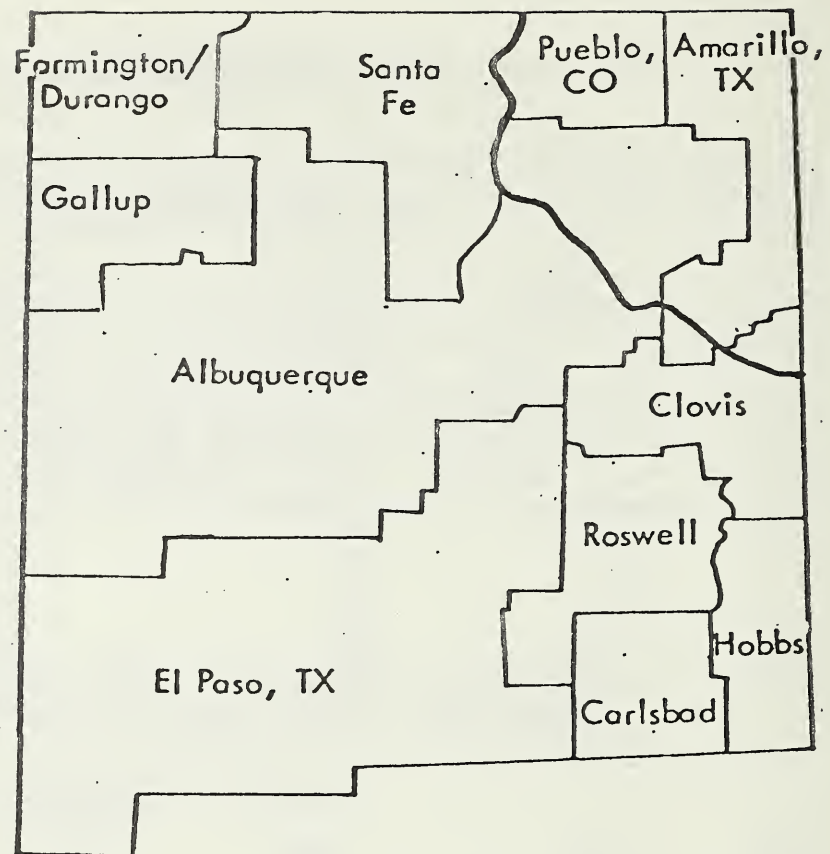 Farmington/
Durango
Santa
Fe
Pueblo,
CO
Amarillo,
TX
Gallup
Albuquerque
Clovis
Roswell
Hobbs
El Paso, TX
Carlsbad